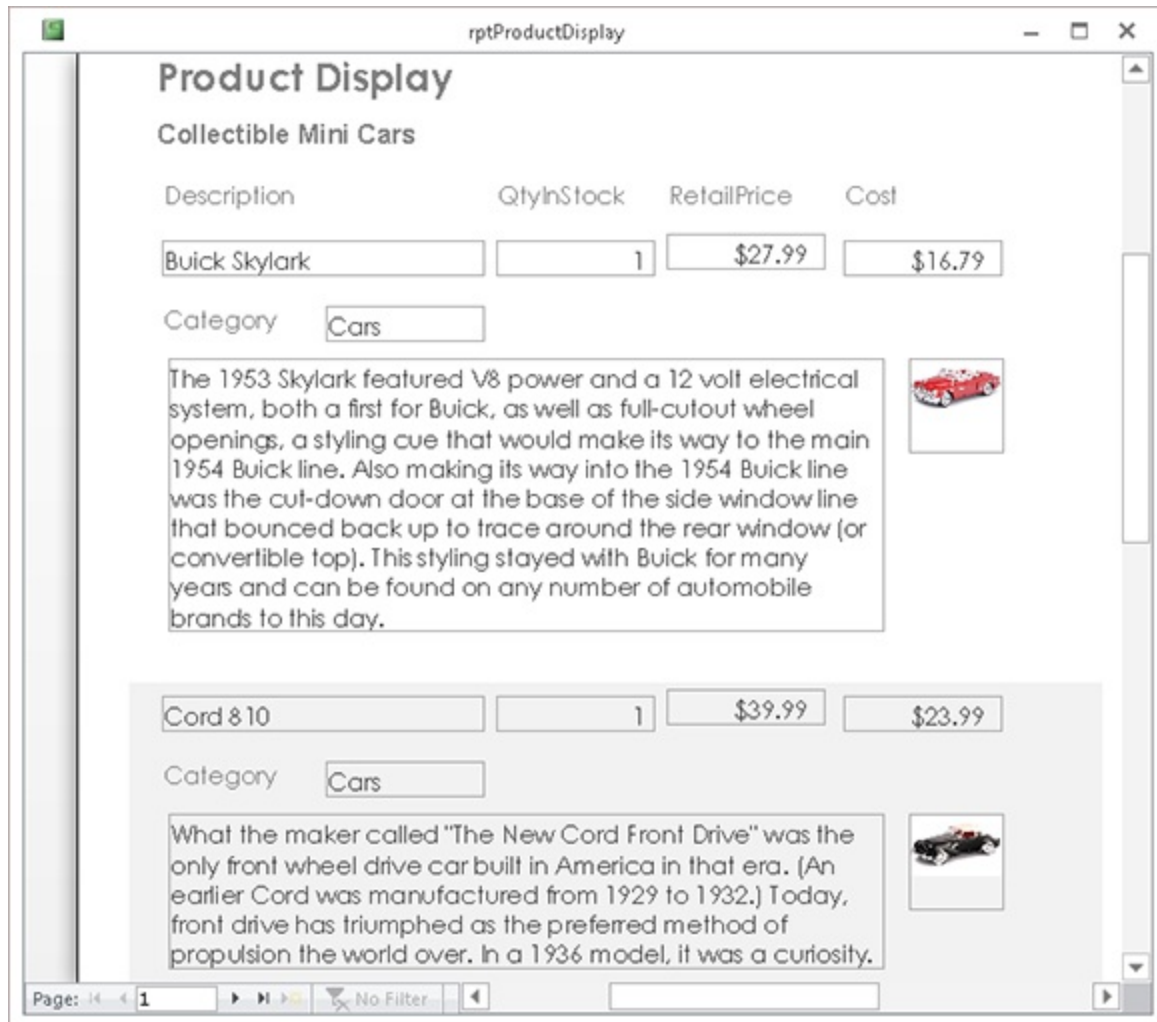 rptProductDisplay
Product Display
Collectible Mini Cars
Description QtyInStock RetailPrice Cost
Buick Skylark 1 $27.99 $16.79
Category Cars
The 1953 Skylark featured V8 power and a 12 volt electrical
system, both a first for Buick, as well as full-cutout wheel
openings, a styling cue that would make its way to the main
1954 Buick line. Also making its way into the 1954 Buick line
was the cut-down door at the base of the side window line
that bounced back up to trace around the rear window (or
convertible top). This styling stayed with Buick for many
years and can be found on any number of automobile
brands to this day.
Cord 810 1 $39.99 $23.99
Category Cars
What the maker called "The New Cord Front Drive" was the
only front wheel drive car built in America in that era. (An
earlier Cord was manufactured from 1929 to 1932.) Today,
front drive has triumphed as the preferred method of
propulsion the world over. In a 1936 model, it was a curiosity.
Page: 1 No Filter